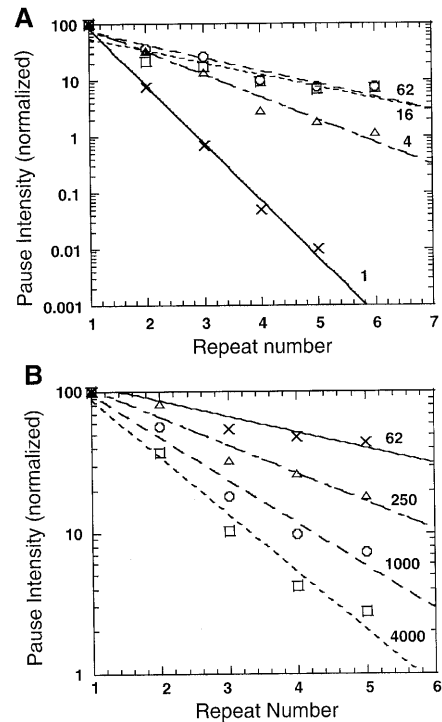 A
100
10
1
0.1
0.01
0.001
Pause Intensity (normalized)
62
16
4
1
1 2 3 4 5 6 7
Repeat number
B
100
10
1
Pause Intensity (normalized)
62
250
1000
4000
1 2 3 4 5 6
Repeat Number